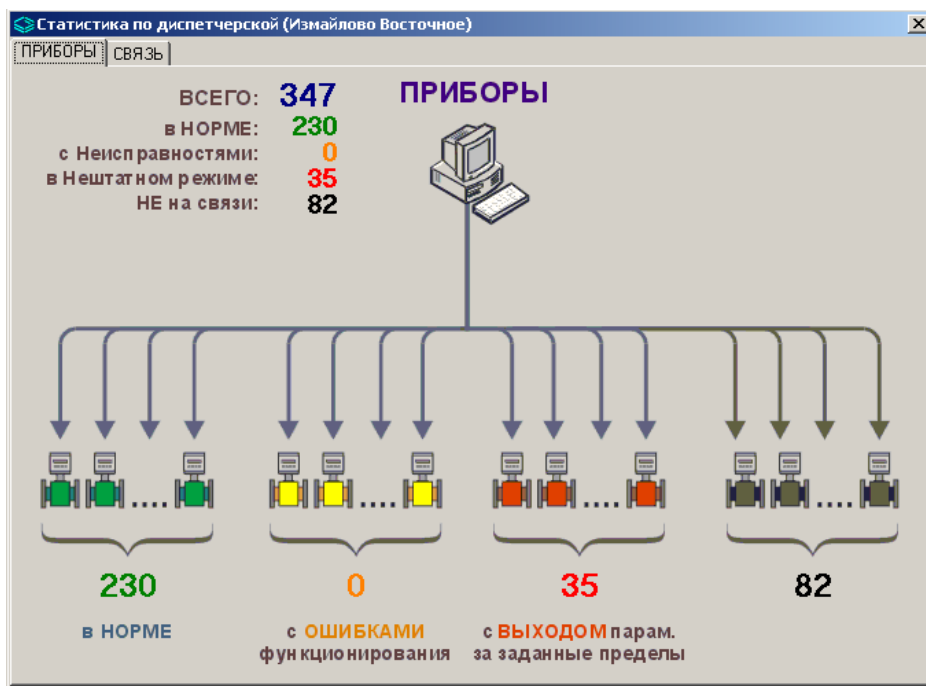 Статистика по диспетчерской (Измайлово Восточное)
ПРИБОРЫ СВЯЗЬ
ВСЕГО: 347
в НОРМЕ: 230
с Неисправностями: 0
в Нештатном режиме: 35
НЕ на связи: 82
ПРИБОРЫ
.... .... .... ....
230 0 35 82
в НОРМЕ
с ОШИБКАМИ
функционирования
с ВЫХОДОМ парам.
за заданные пределы